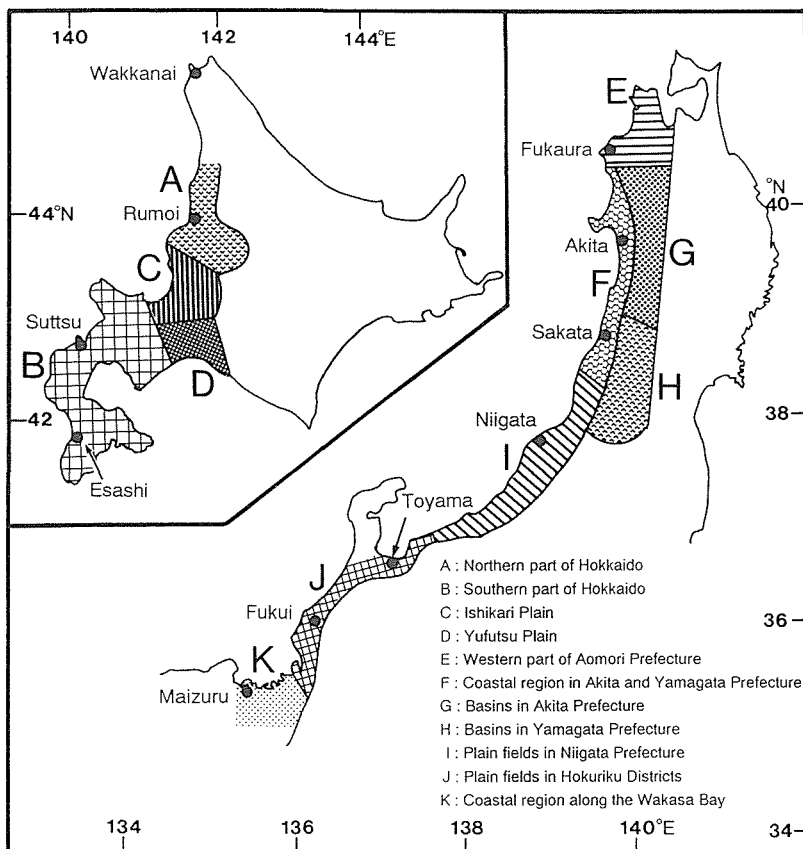 140 142 144°E
Wakkanai
A
Rumoi
44°N
C
Suttsu
B
D
42
Esashi
E
Fukaura
°N
40
Akita
G
F
Sakata
H
38
Niigata
I
Toyama
J
Fukui
36
K
Maizuru
A : Northern part of Hokkaido
B : Southern part of Hokkaido
C : Ishikari Plain
D : Yufutsu Plain
E : Western part of Aomori Prefecture
F : Coastal region in Akita and Yamagata Prefecture
G : Basins in Akita Prefecture
H : Basins in Yamagata Prefecture
I : Plain fields in Niigata Prefecture
J : Plain fields in Hokuriku Districts
K : Coastal region along the Wakasa Bay
134 136 138 140°E 34